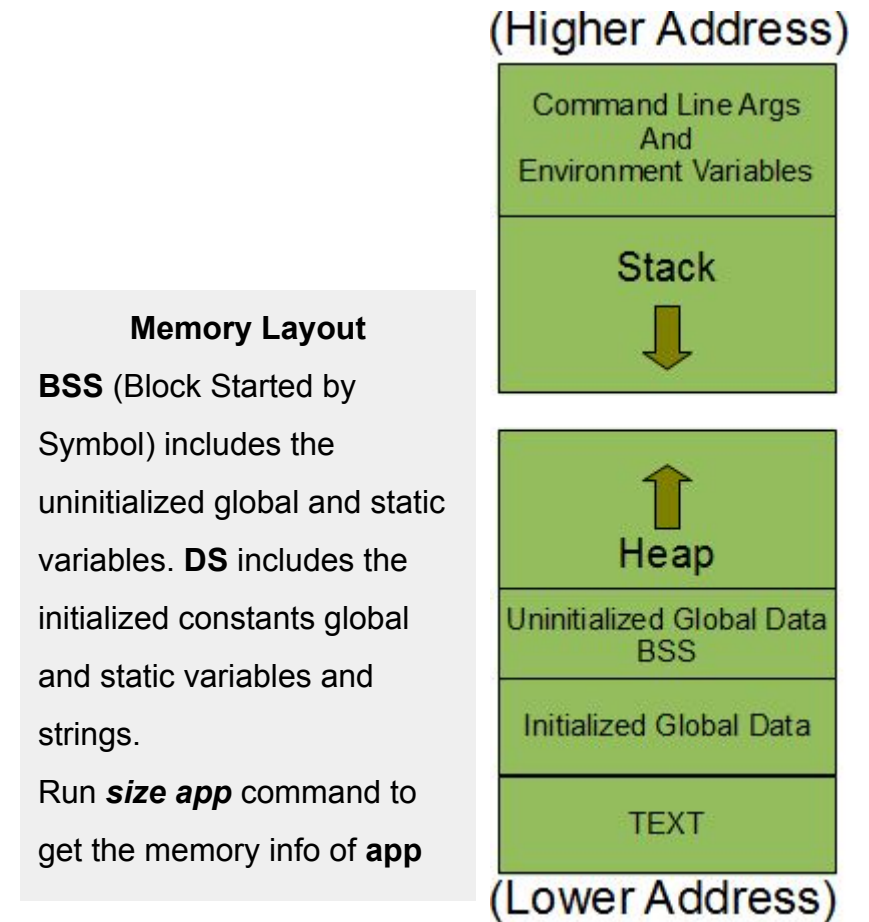 (Higher Address)
Command Line Args
And
Environment Variables
Stack
Memory Layout
BSS (Block Started by
Symbol) includes the
uninitialized global and static
variables. DS includes the
initialized constants global
and static variables and
strings.
Run size app command to
get the memory info of app
Heap
Uninitialized Global Data
BSS
Initialized Global Data
TEXT
(Lower Address)